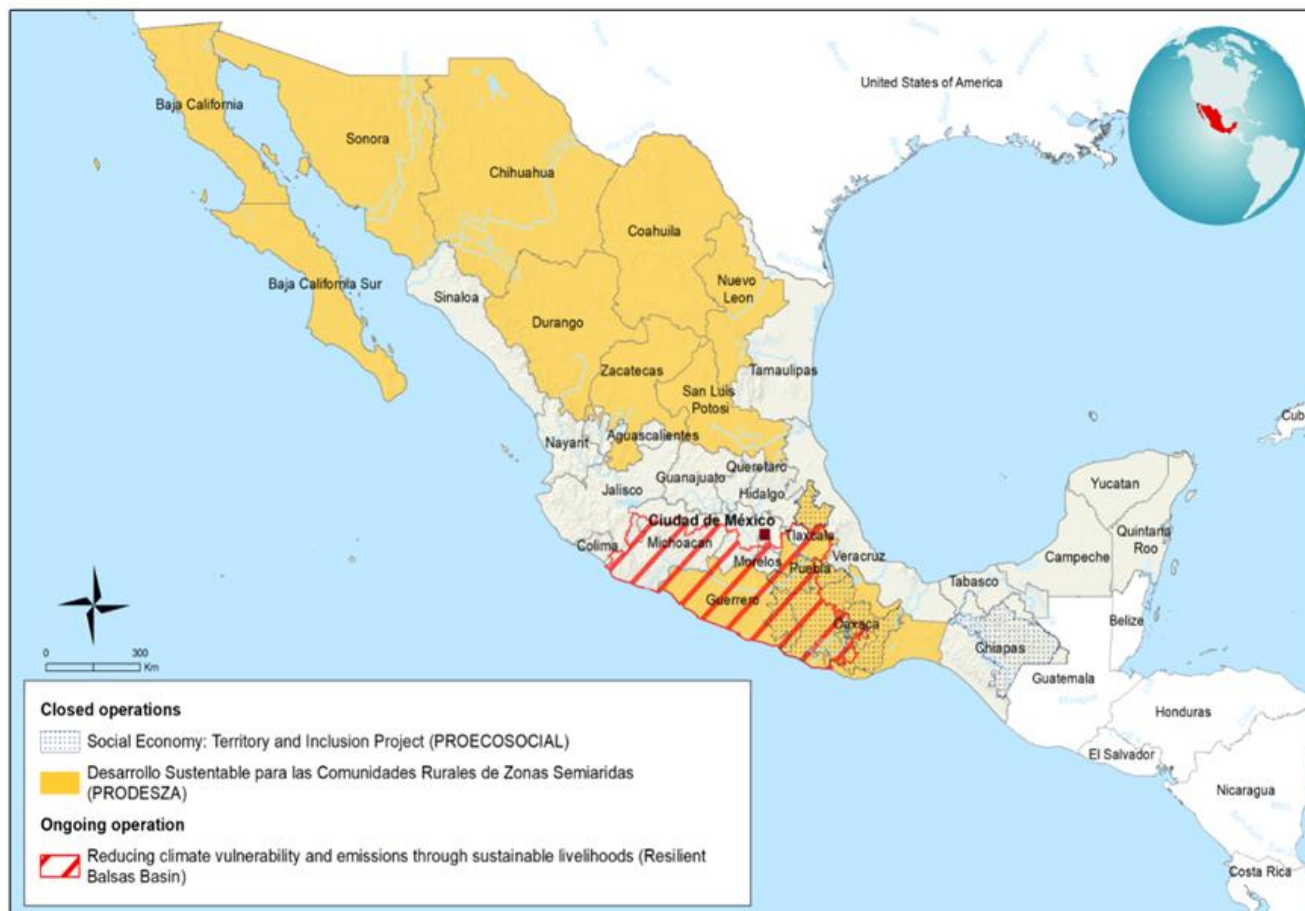 United States of America
Baja California
Sonora
Chihuahua
Coahuila
Baja California Sur
Sinaloa
Nuevo
Leon
Durango
Zacatecas
Tamaulipas
San Luis
Potosi
Cub
Nayarit
Aguascalientes
Guanajuato
Queretaro
Hidalgo
Jalisco
Yucatan
Quintana
Roo
Ciudad de México
Colima
Michoacan
Tlaxcala
Morelos
Puebla
Veracruz
Campeche
Tabasco
Guerrero
Oaxaca
Belize
Chiapas
Guatemala
0 300
Km
Honduras
El Salvador
Nicaragua
Costa Rica
Closed operations
Social Economy: Territory and Inclusion Project (PROECOSOCIAL)
Desarrollo Sustentable para las Comunidades Rurales de Zonas Semiaridas
(PRODESZA)
Ongoing operation
Reducing climate vulnerability and emissions through sustainable livelihoods (Resilient
Balsas Basin)